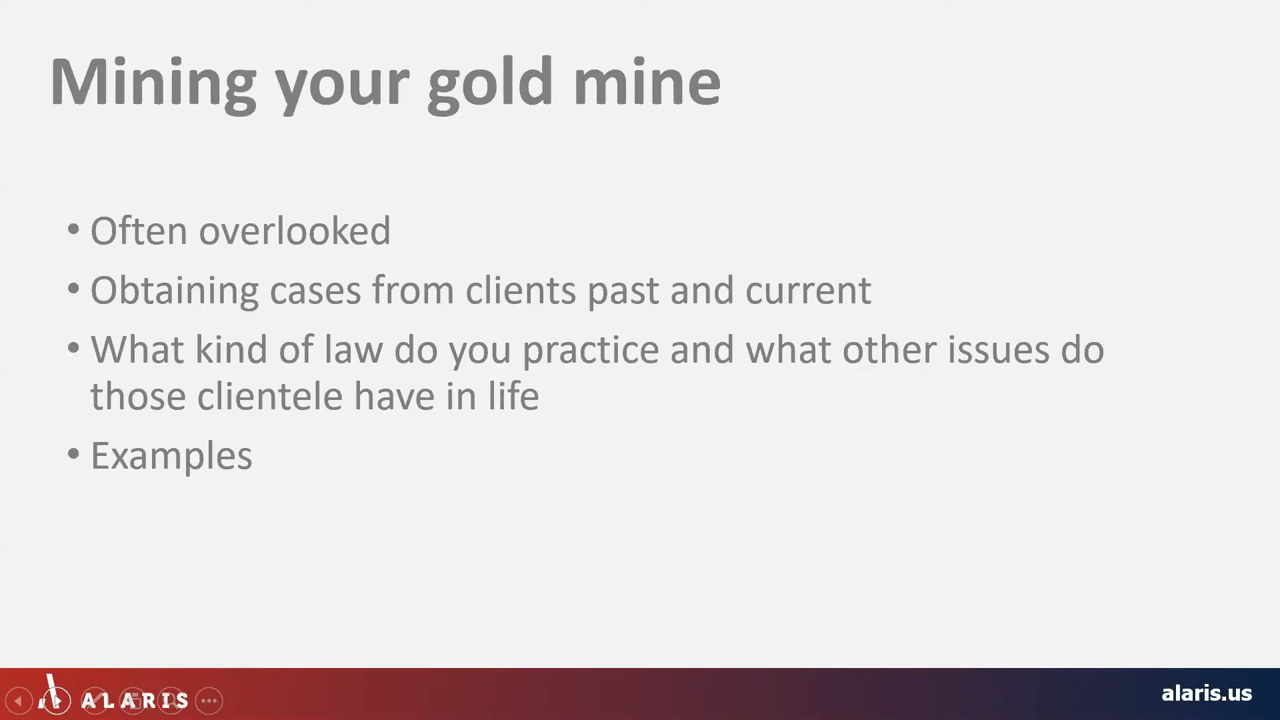 Mining your gold mine
• Often overlooked
• Obtaining cases from clients past and current
• What kind of law do you practice and what other issues do
those clientele have in life
• Examples
ALARIS
alaris.us